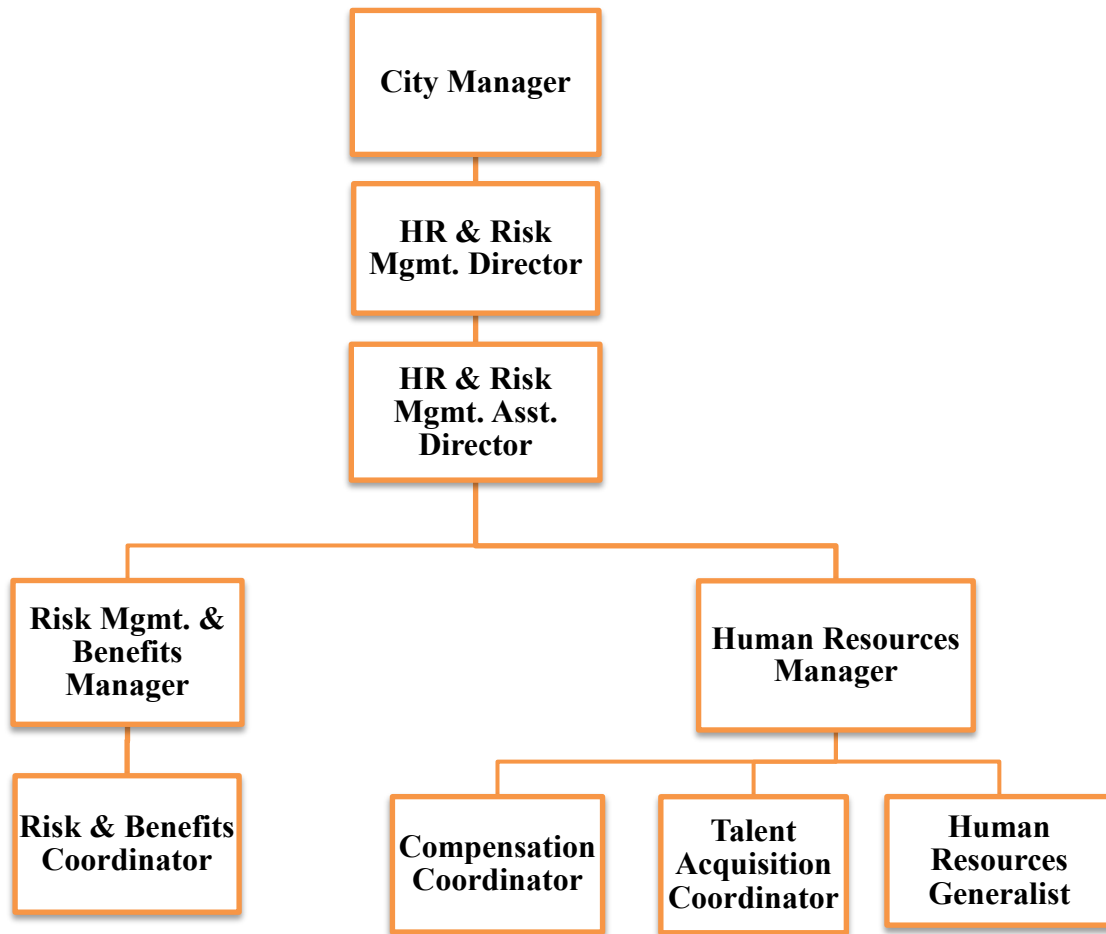 City Manager
HR & Risk
Mgmt. Director
HR & Risk
Mgmt. Asst.
Director
Risk Mgmt. &
Benefits
Manager
Human Resources
Manager
Risk & Benefits
Coordinator
Compensation
Coordinator
Talent
Acquisition
Coordinator
Human
Resources
Generalist